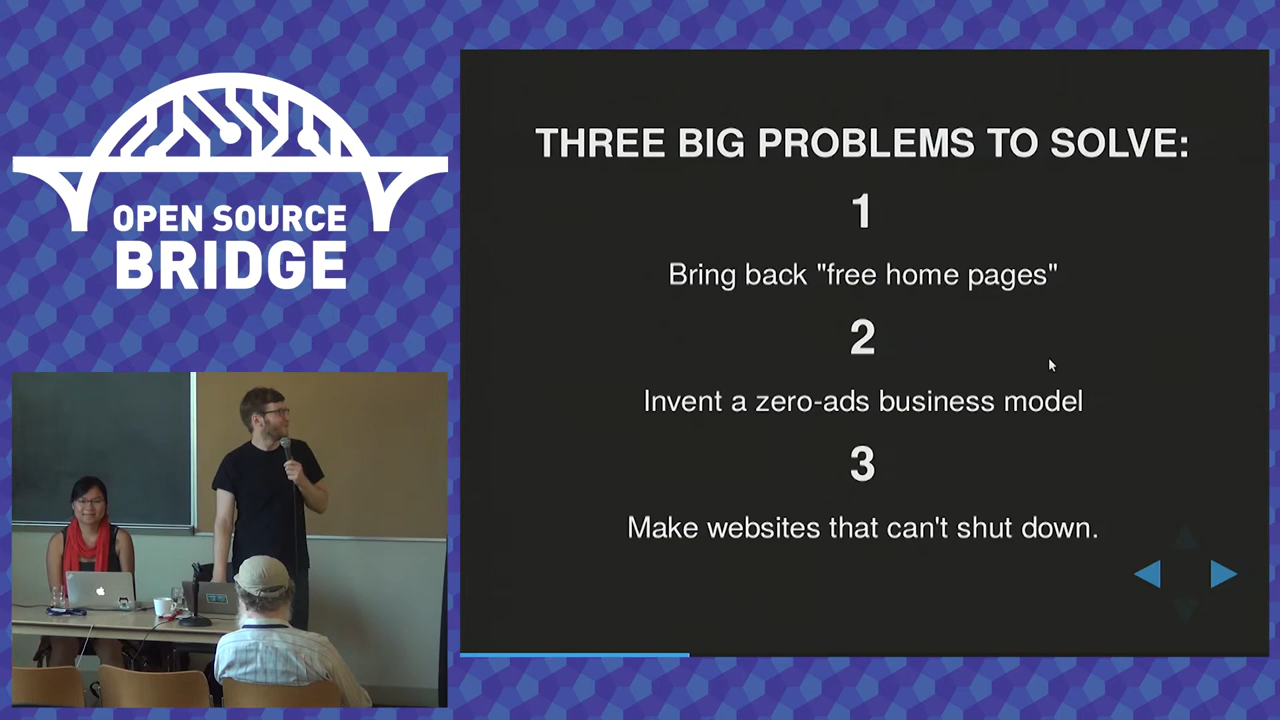 OPEN SOURCE
BRIDGE
THREE BIG PROBLEMS TO SOLVE:
1
Bring back "free home pages"
2
Invent a zero-ads business model
3
Make websites that can't shut down.